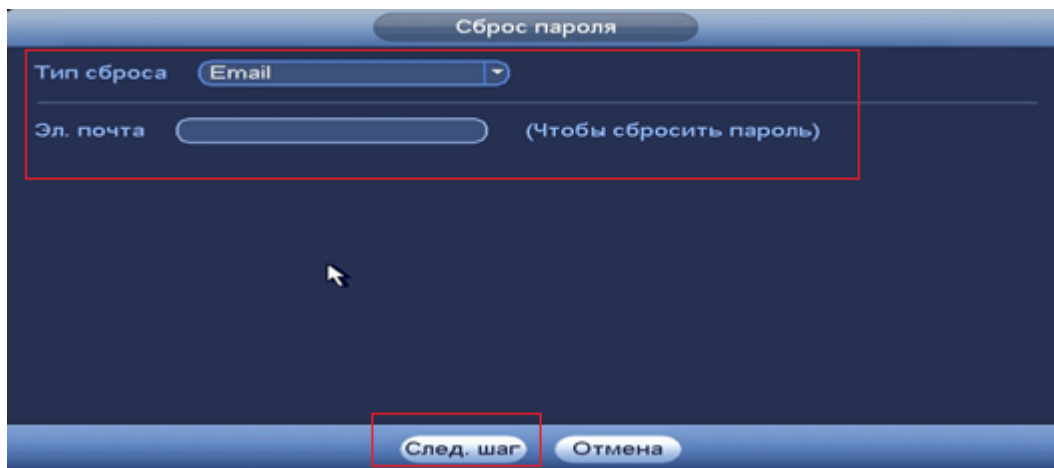 Сброс пароля
Тип сброса Email
Эл. почта (Чтобы сбросить пароль)
След. шаг Отмена